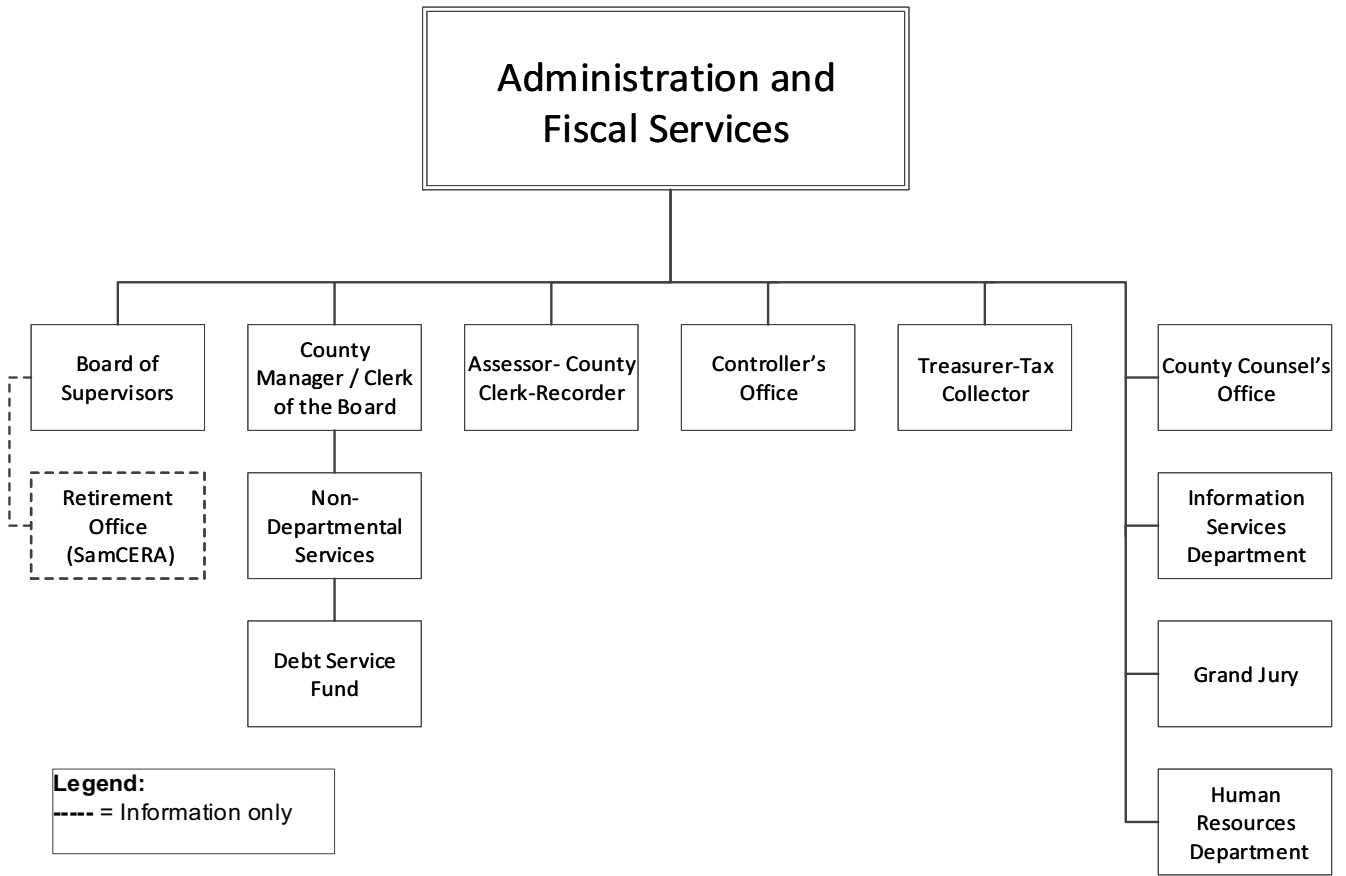 Administration and
Fiscal Services
Board of
Supervisors
County
Manager / Clerk
of the Board
Assessor- County
Clerk-Recorder
Controller's
Office
Treasurer-Tax
Collector
County Counsel's
Office
Retirement
Office
(SamCERA)
Non-
Departmental
Services
Information
Services
Department
Debt Service
Fund
Grand Jury
Human
Resources
Department
Legend:
----- = Information only